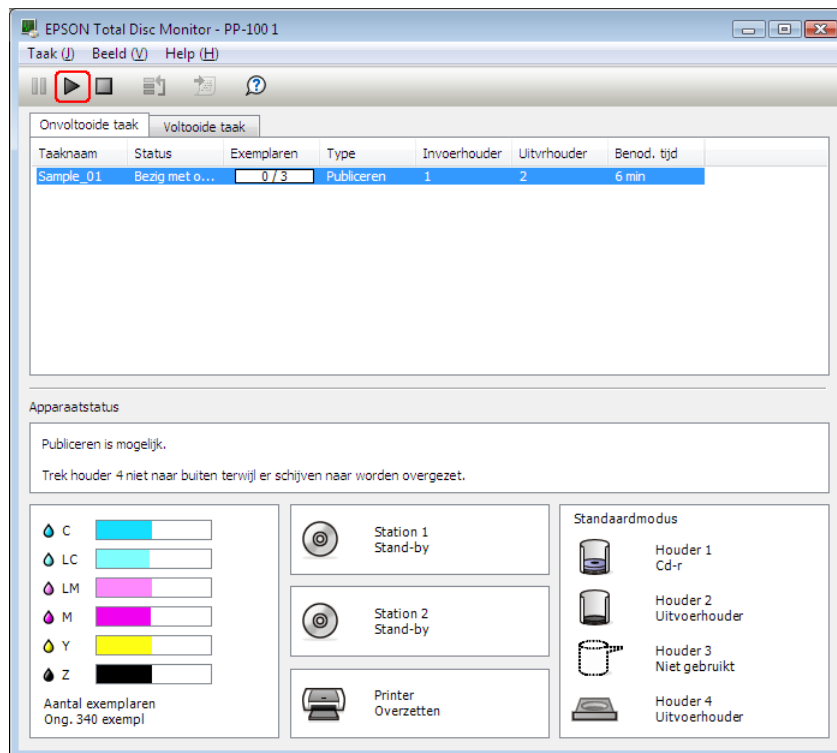 EPSON Total Disc Monitor - PP-100 1
Taak (J) Beeld (V) Help (H)
Onvoltooide taak Voltooide taak
Taaknaam Status Exemplaren Type Invoerhouder Uitvrhouder Benod. tijd
Sample_01 Bezig met o... 0 / 3 Publiceren 1 2 6 min
Apparaatstatus
Publiceren is mogelijk.
Trek houder 4 niet naar buiten terwijl er schijven naar worden overgezet.
C
LC
LM
M
Y
Z
Aantal exemplaren
Ong. 340 exempl
Station 1
Stand-by
Station 2
Stand-by
Printer
Overzetten
Standaardmodus
Houder 1
Cd-r
Houder 2
Uitvoerhouder
Houder 3
Niet gebruikt
Houder 4
Uitvoerhouder